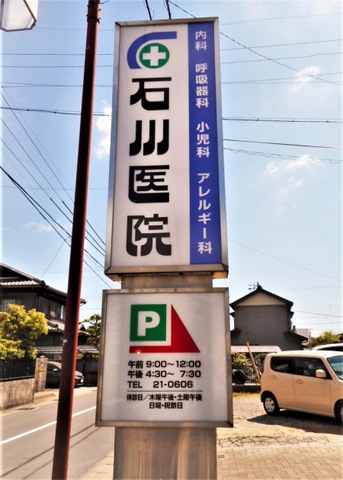 石川医院
内科 呼吸器科 小児科 アレルギー科
P
午前 9:00~12:00
午後 4:30~ 7:30
TEL 21-0606
休診日/木曜午後・土曜午後
日曜・祝祭日